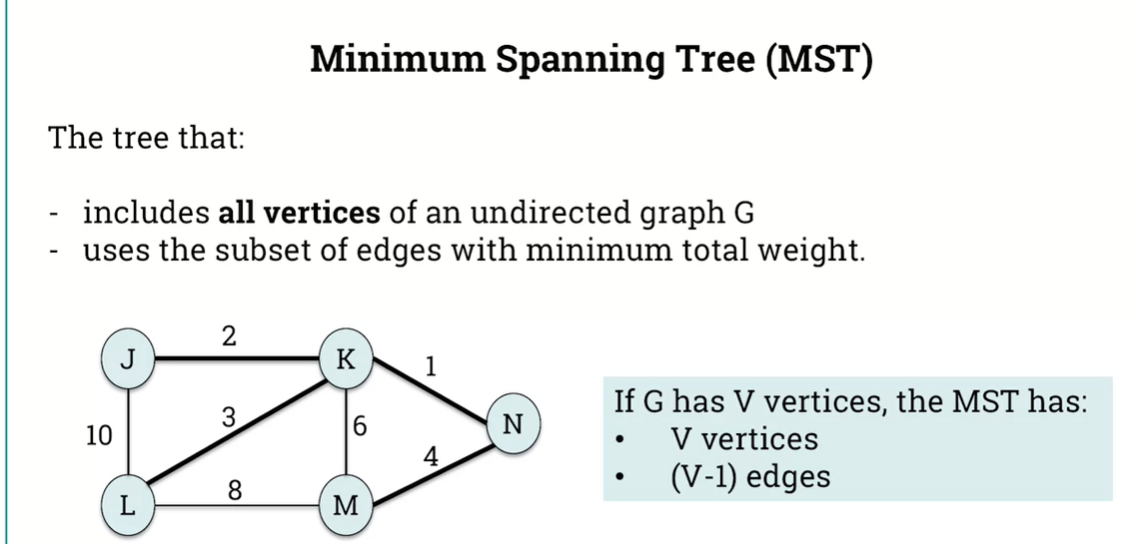 Minimum Spanning Tree (MST)
The tree that:
- includes all vertices of an undirected graph G
- uses the subset of edges with minimum total weight.
2
J
K
1
3
10
6
N
4
8
L
M
If G has V vertices, the MST has:
• V vertices
• (V-1) edges